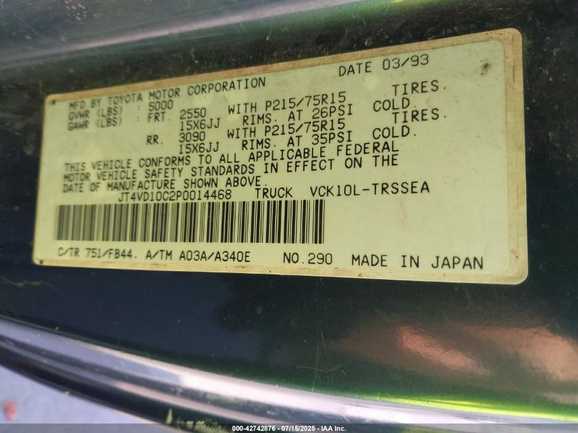 MFD BY TOYOTA MOTOR CORPORATION DATE 03/93
GVWR (LBS) : 5000
GAWR (LBS) : FRT. 2550 WITH P215/75R15 TIRES.
15X6JJ RIMS. AT 26PSI COLD.
RR. 3090 WITH P215/75R15 TIRES.
15X6JJ RIMS. AT 35PSI COLD.
THIS VEHICLE CONFORMS TO ALL APPLICABLE FEDERAL
MOTOR VEHICLE SAFETY STANDARDS IN EFFECT ON THE
DATE OF MANUFACTURE SHOWN ABOVE
JT4VD10C2P0014468 TRUCK VCK10L-TRSSEA
C/TR 751/FB44. A/TM A03A/A340E NO.290 MADE IN JAPAN
000-42742876 - 07/15/2025 - IAA Inc.